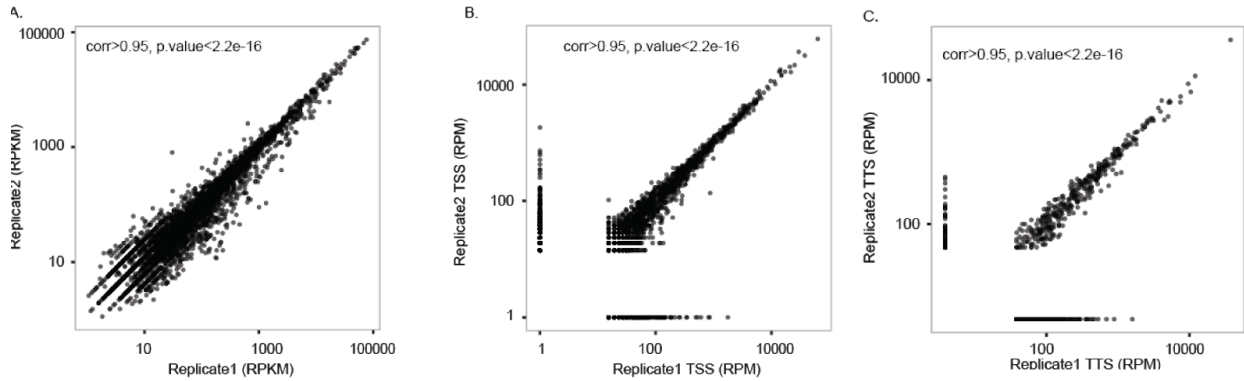 A.
corr>0.95, p.value<2.2e-16
100000
1000
10
Replicate2 (RPKM)
10
1000
100000
Replicate1 (RPKM)
B.
corr>0.95, p.value<2.2e-16
10000
100
1
Replicate2 TSS (RPM)
1
100
10000
Replicate1 TSS (RPM)
C.
corr>0.95, p.value<2.2e-16
10000
100
Replicate2 TTS (RPM)
100
10000
Replicate1 TTS (RPM)